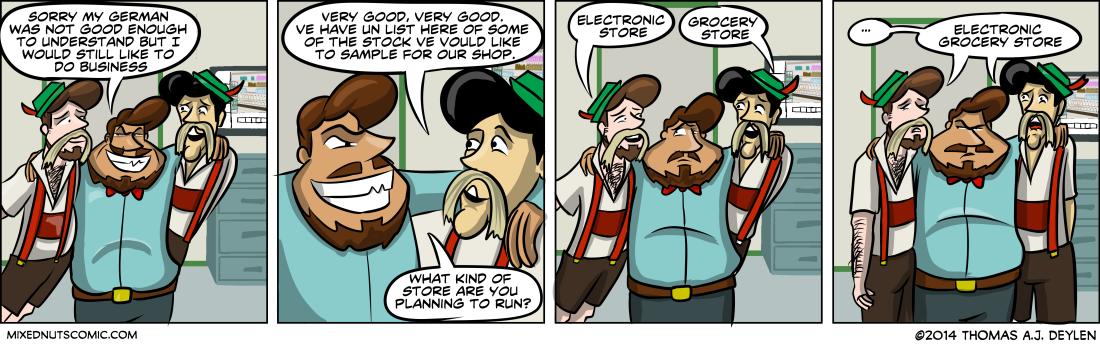 SORRY MY GERMAN
WAS NOT GOOD ENOUGH
TO UNDERSTAND BUT I
WOULD STILL LIKE TO
DO BUSINESS
VERY GOOD, VERY GOOD.
VE HAVE UN LIST HERE OF SOME
OF THE STOCK VE VOULD LIKE
TO SAMPLE FOR OUR SHOP.
WHAT KIND OF
STORE ARE YOU
PLANNING TO RUN?
ELECTRONIC
STORE
GROCERY
STORE
...
ELECTRONIC
GROCERY STORE
MIXEDNUTSCOMIC.COM
©2014 THOMAS A.J. DEYLEN